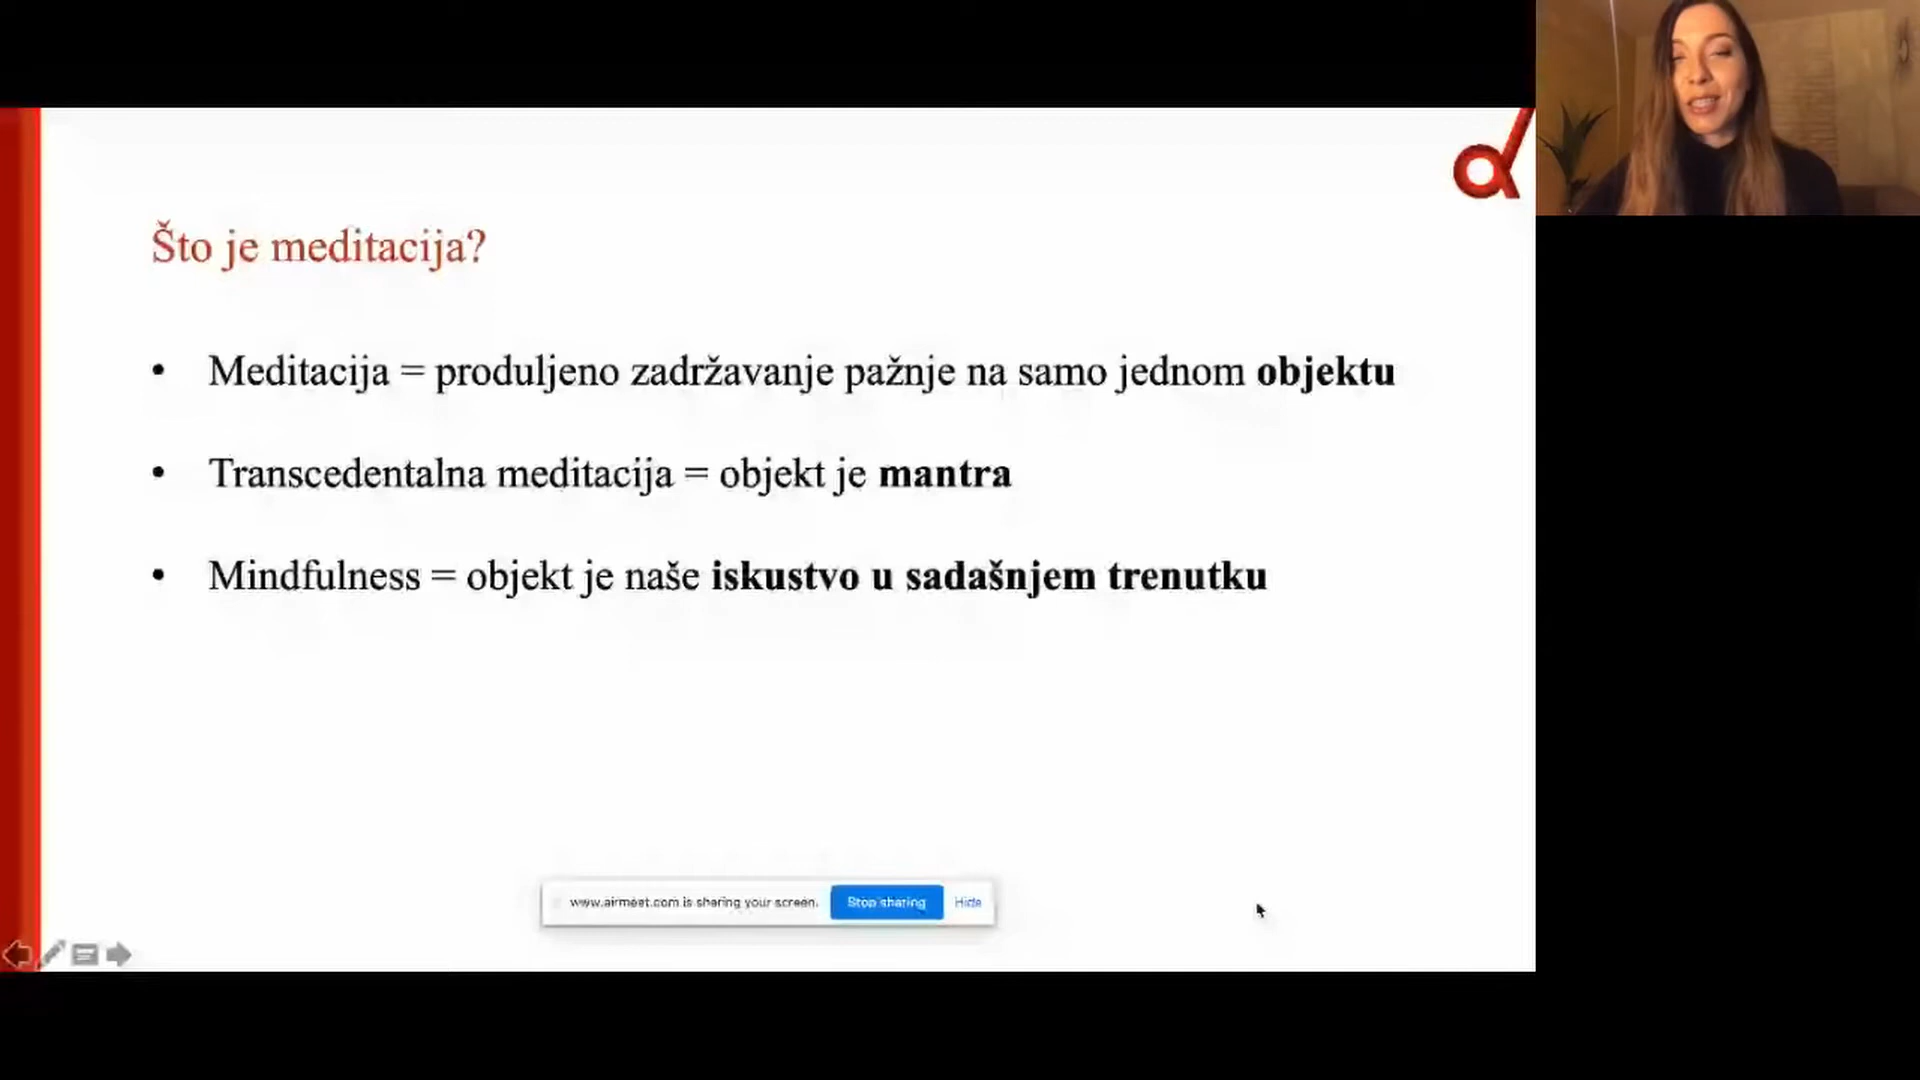 Što je meditacija?
• Meditacija = produljeno zadržavanje pažnje na samo jednom objektu
• Transcedentalna meditacija = objekt je mantra
• Mindfulness = objekt je naše iskustvo u sadašnjem trenutku
www.airmeet.com is sharing your screen. Stop sharing Hide